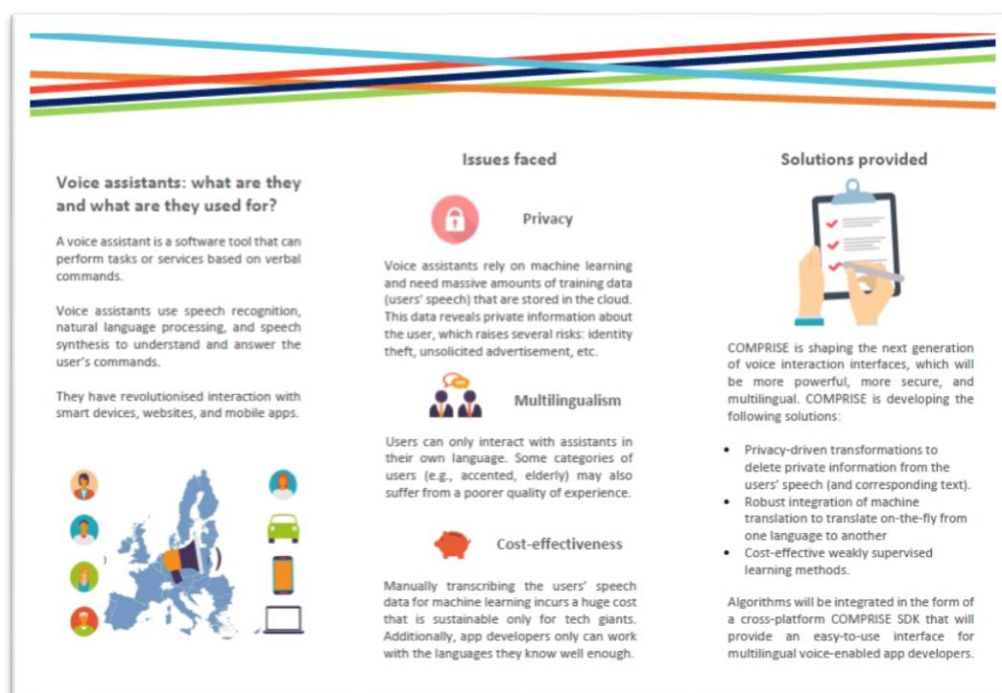 Voice assistants: what are they
and what are they used for?
A voice assistant is a software tool that can
perform tasks or services based on verbal
commands.
Voice assistants use speech recognition,
natural language processing, and speech
synthesis to understand and answer the
user's commands.
They have revolutionised interaction with
smart devices, websites, and mobile apps.
Issues faced
Privacy
Voice assistants rely on machine learning
and need massive amounts of training data
(users' speech) that are stored in the cloud.
This data reveals private information about
the user, which raises several risks: identity
theft, unsolicited advertisement, etc.
Multilingualism
Users can only interact with assistants in
their own language. Some categories of
users (e.g., accented, elderly) may also
suffer from a poorer quality of experience.
Cost-effectiveness
Manually transcribing the users' speech
data for machine learning incurs a huge cost
that is sustainable only for tech giants.
Additionally, app developers only can work
with the languages they know well enough.
Solutions provided
COMPRISE is shaping the next generation
of voice interaction interfaces, which will
be more powerful, more secure, and
multilingual. COMPRISE is developing the
following solutions:
• Privacy-driven transformations to
delete private information from the
users' speech (and corresponding text).
• Robust integration of machine
translation to translate on-the-fly from
one language to another
• Cost-effective weakly supervised
learning methods.
Algorithms will be integrated in the form of
a cross-platform COMPRISE SDK that will
provide an easy-to-use interface for
multilingual voice-enabled app developers.